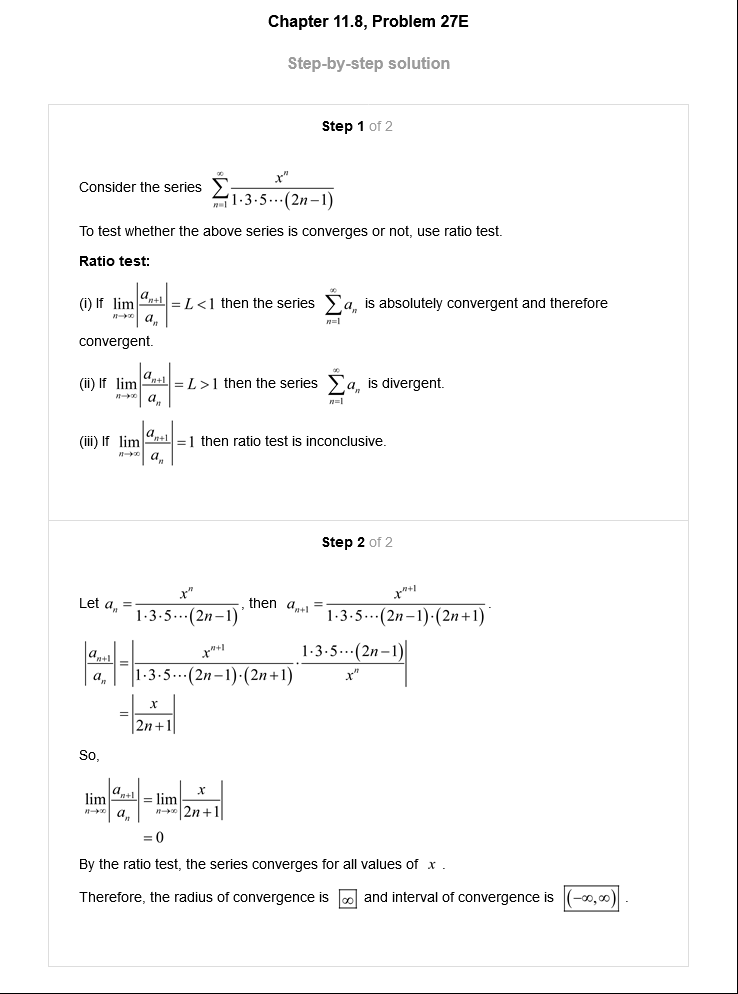 Chapter 11.8, Problem 27E
Step-by-step solution
Step 1 of 2
Consider the series $\sum_{n=1}^{\infty} \frac{x^n}{1 \cdot 3 \cdot 5 \cdots (2n-1)}$
To test whether the above series is converges or not, use ratio test.
Ratio test:
(i) If $\lim_{n \to \infty} \left| \frac{a_{n+1}}{a_n} \right| = L < 1$ then the series $\sum_{n=1}^{\infty} a_n$ is absolutely convergent and therefore
convergent.
(ii) If $\lim_{n \to \infty} \left| \frac{a_{n+1}}{a_n} \right| = L > 1$ then the series $\sum_{n=1}^{\infty} a_n$ is divergent.
(iii) If $\lim_{n \to \infty} \left| \frac{a_{n+1}}{a_n} \right| = 1$ then ratio test is inconclusive.
Step 2 of 2
Let $a_n = \frac{x^n}{1 \cdot 3 \cdot 5 \cdots (2n-1)}$, then $a_{n+1} = \frac{x^{n+1}}{1 \cdot 3 \cdot 5 \cdots (2n-1) \cdot (2n+1)}$.
$\left| \frac{a_{n+1}}{a_n} \right| = \left| \frac{x^{n+1}}{1 \cdot 3 \cdot 5 \cdots (2n-1) \cdot (2n+1)} \cdot \frac{1 \cdot 3 \cdot 5 \cdots (2n-1)}{x^n} \right|$
$= \left| \frac{x}{2n+1} \right|$
So,
$\lim_{n \to \infty} \left| \frac{a_{n+1}}{a_n} \right| = \lim_{n \to \infty} \left| \frac{x}{2n+1} \right|$
$= 0$
By the ratio test, the series converges for all values of $x$ .
Therefore, the radius of convergence is $\boxed{\infty}$ and interval of convergence is $\boxed{(-\infty, \infty)}$ .